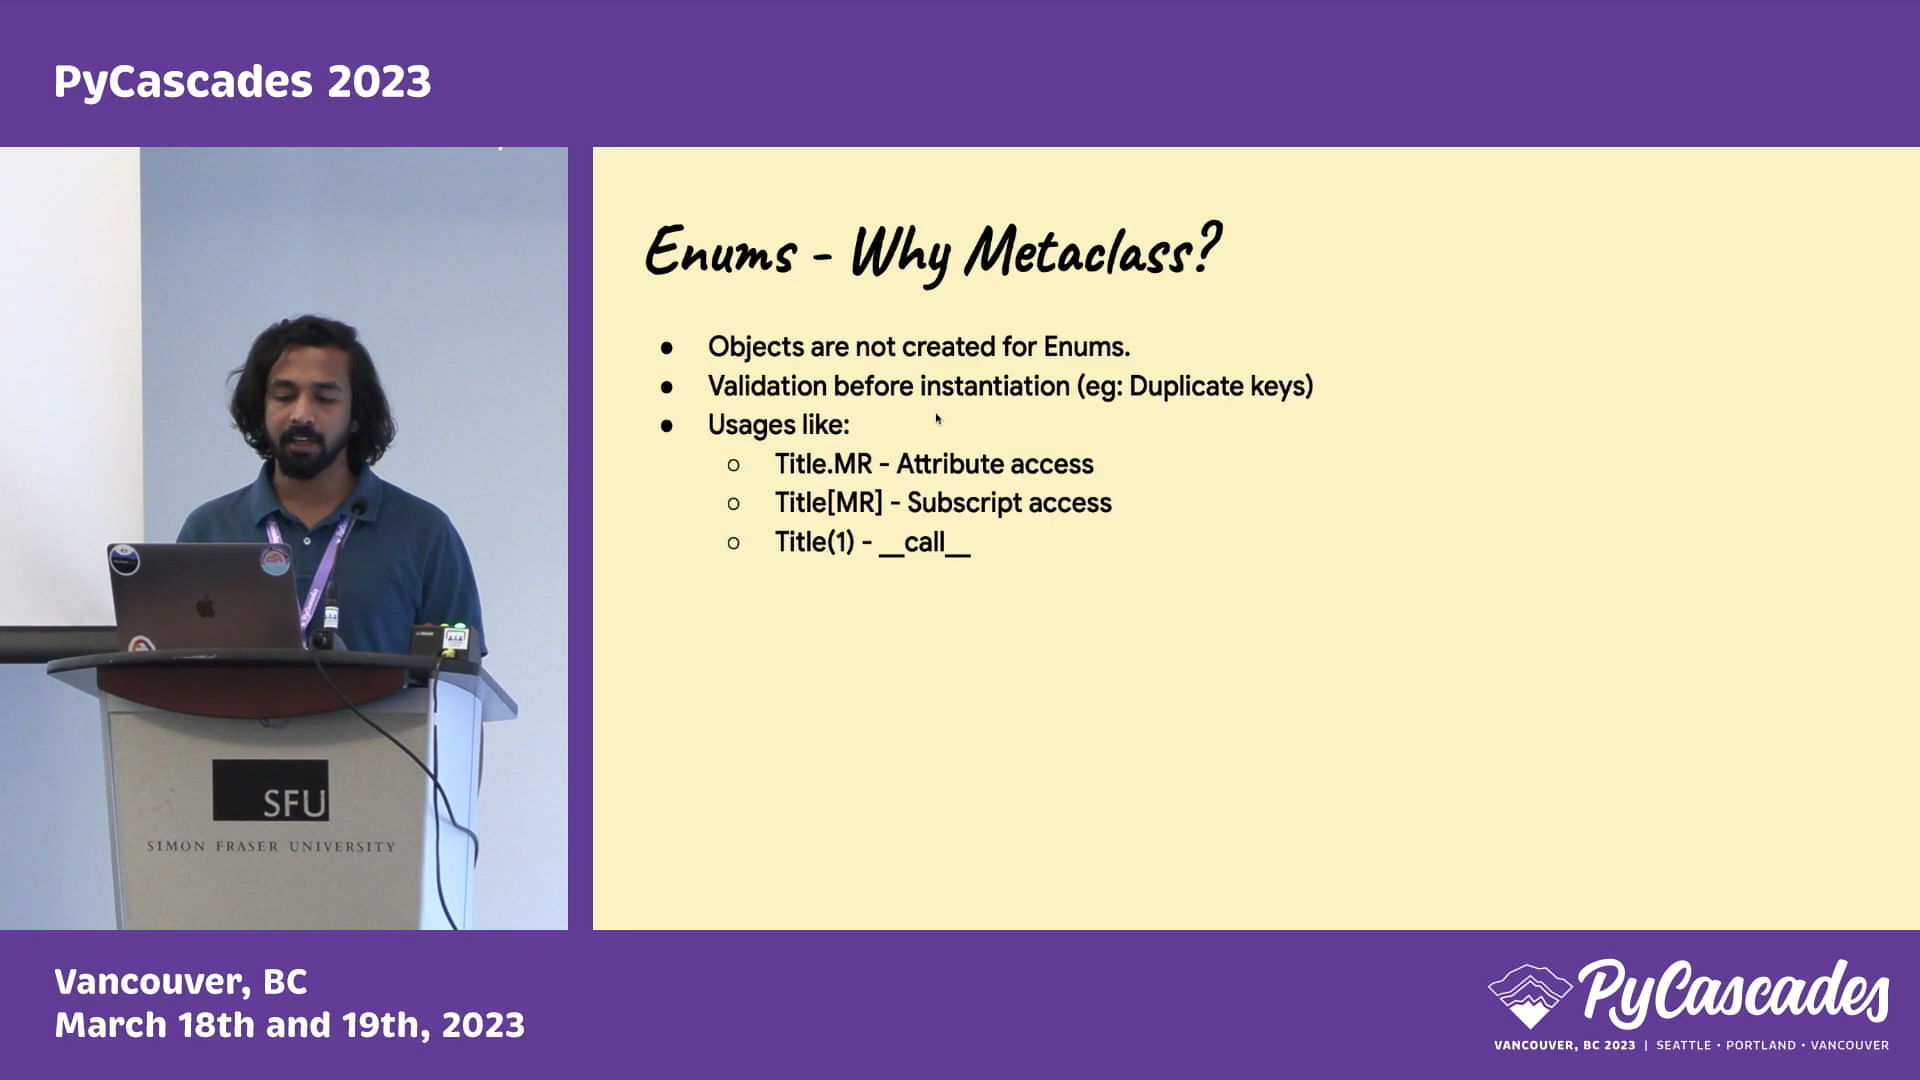 PyCascades 2023
Enums - Why Metaclass?
● Objects are not created for Enums.
● Validation before instantiation (eg: Duplicate keys)
● Usages like:
○ Title.MR - Attribute access
○ Title[MR] - Subscript access
○ Title(1) - __call__
SFU
SIMON FRASER UNIVERSITY
Vancouver, BC
March 18th and 19th, 2023
PyCascades
VANCOUVER, BC 2023 | SEATTLE • PORTLAND • VANCOUVER